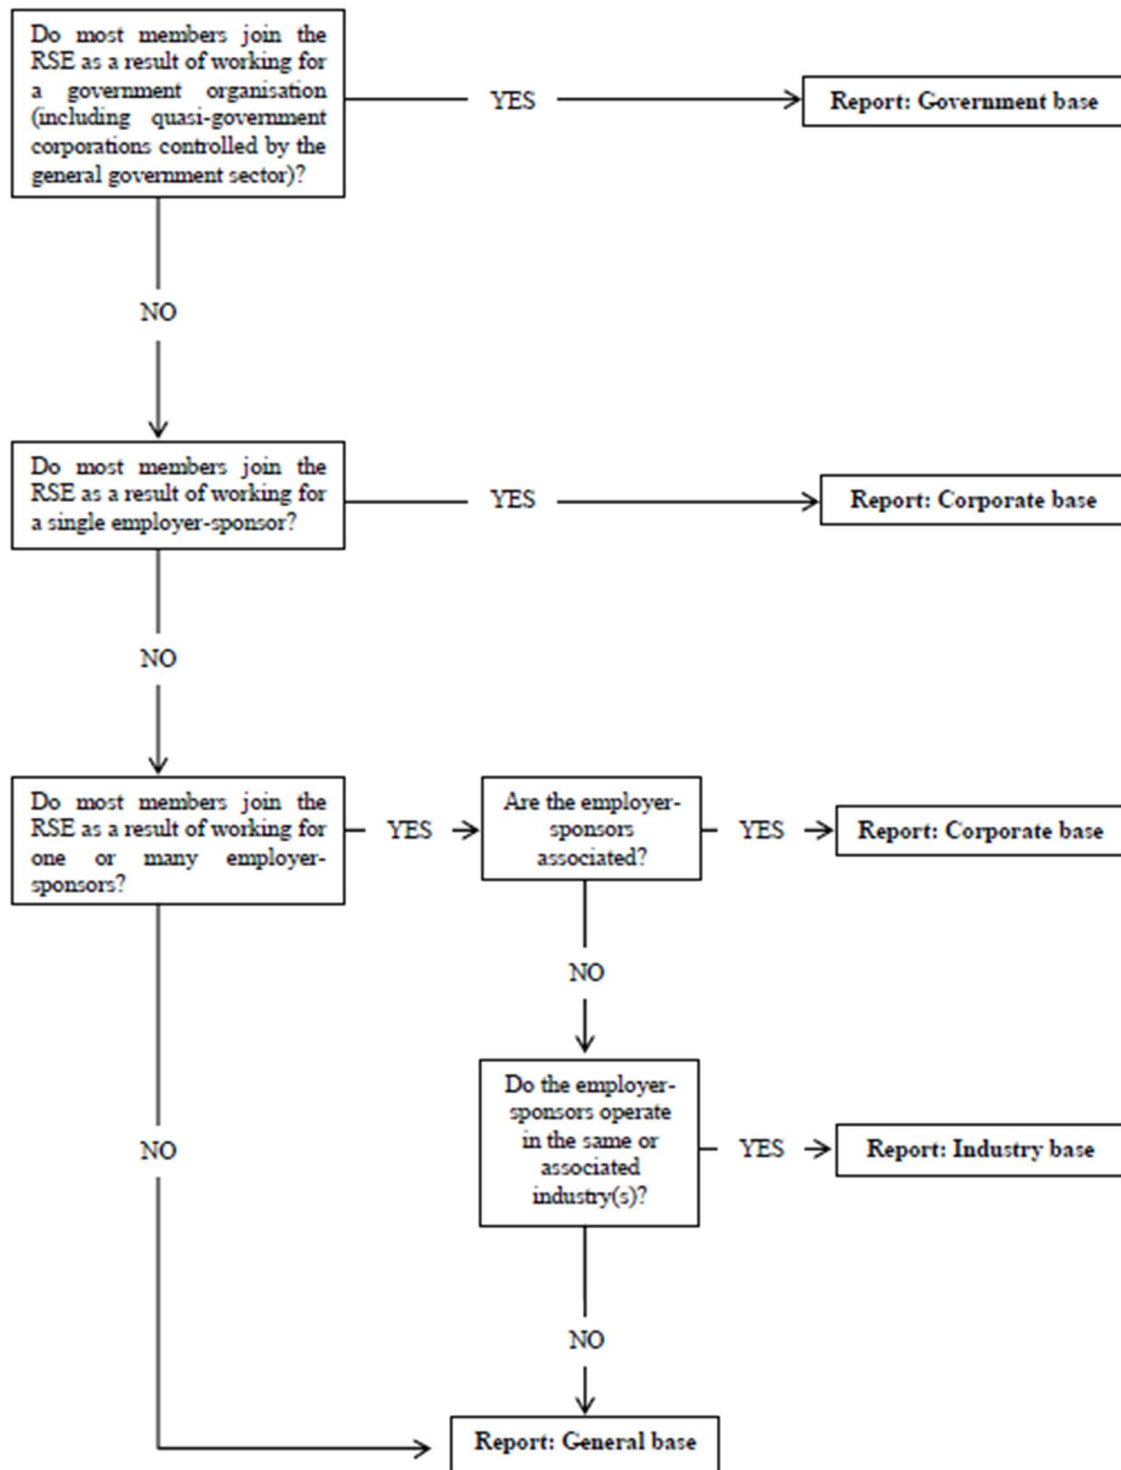 Do most members join the
RSE as a result of working for
a government organisation
(including quasi-government
corporations controlled by the
general government sector)?
YES
Report: Government base
NO
Do most members join the
RSE as a result of working for
a single employer-sponsor?
YES
Report: Corporate base
NO
Do most members join the
RSE as a result of working for
one or many employer-
sponsors?
YES
Are the employer-
sponsors
associated?
YES
Report: Corporate base
NO
Do the employer-
sponsors operate
in the same or
associated
industry(s)?
YES
Report: Industry base
NO
NO
Report: General base